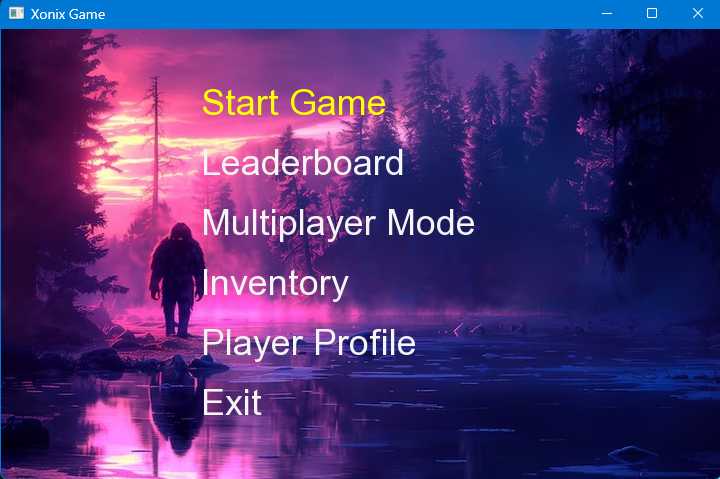 Xonix Game
Start Game
Leaderboard
Multiplayer Mode
Inventory
Player Profile
Exit